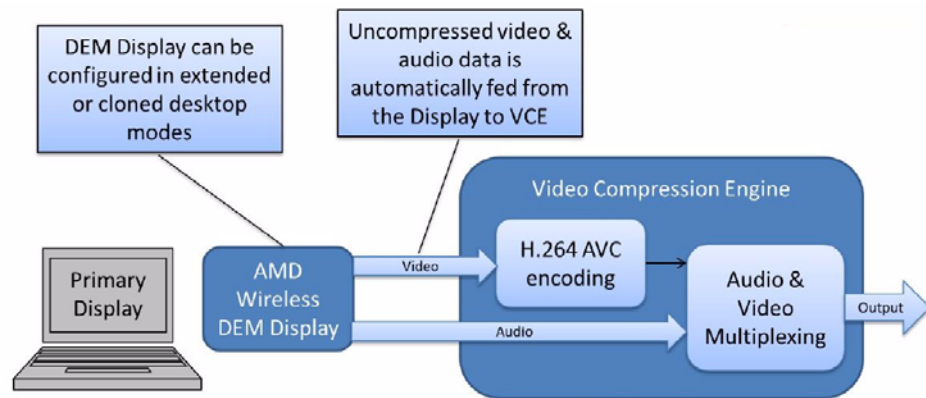 DEM Display can be
configured in extended
or cloned desktop
modes
Uncompressed video &
audio data is
automatically fed from
the Display to VCE
Video Compression Engine
Primary
Display
AMD
Wireless
DEM Display
Video
H.264 AVC
encoding
Audio
Audio &
Video
Multiplexing
Output